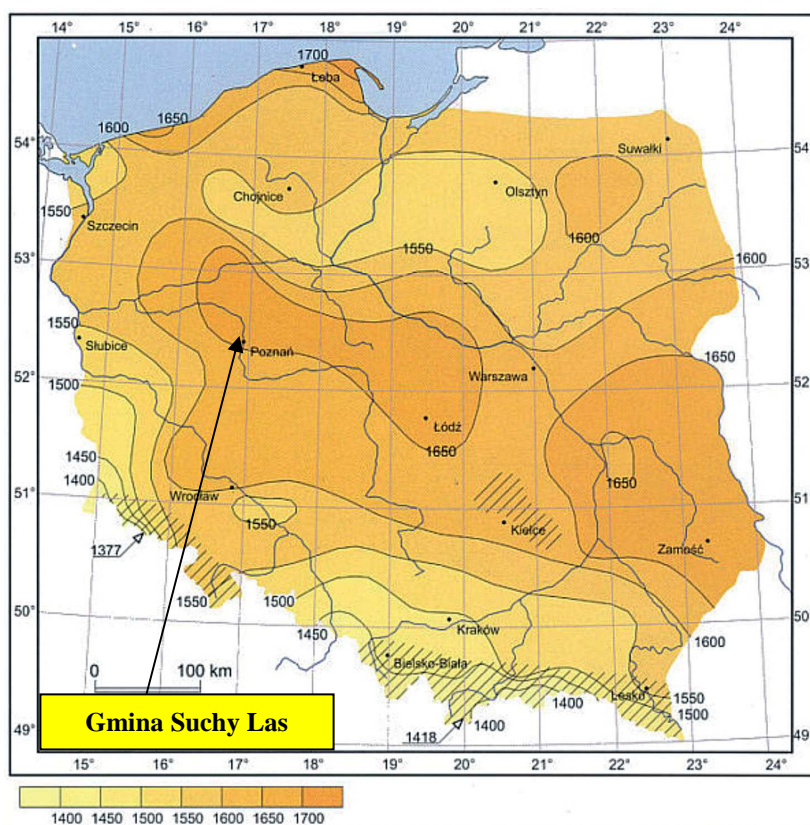 14° 15° 16° 17° 18° 19° 20° 21° 22° 23° 24°
1700
Łeba
1650
1600
54° 54
Suwałki
Chojnice
Olsztyn
1550
Szczecin
1550
1600
53° 53
1600
1550
Słubice
Poznań
1650
Warszawa
52° 52
1500
Łódź
1650
1450
1650
1400
51° 51
Wrocław
1550
Kielce
1377
Zamość
1550
1500
50° 50
1450
Kraków
1600
0 100 km
Bielsko-Biała
Lesko
1550
1400
1500
Gmina Suchy Las
1400
49° 49
1418
15° 16° 17° 18° 19° 20° 21° 22° 23° 24°
1400 1450 1500 1550 1600 1650 1700